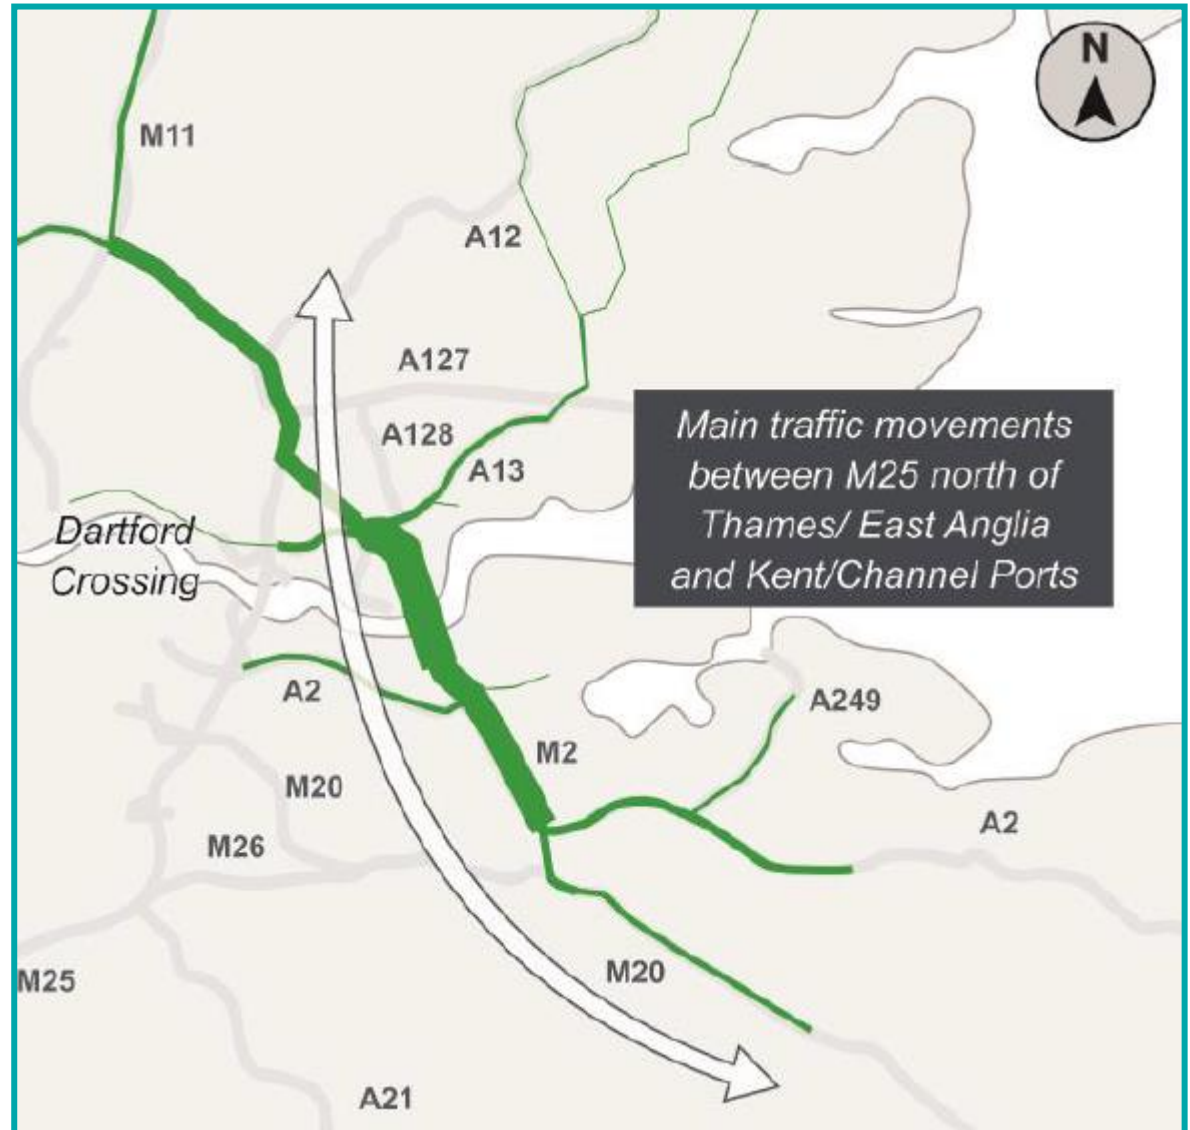 N
M11
A12
A127
A128
A13
Main traffic movements
between M25 north of
Thames/ East Anglia
and Kent/Channel Ports
Dartford
Crossing
A2
A249
M2
M20
A2
M26
M20
M25
A21